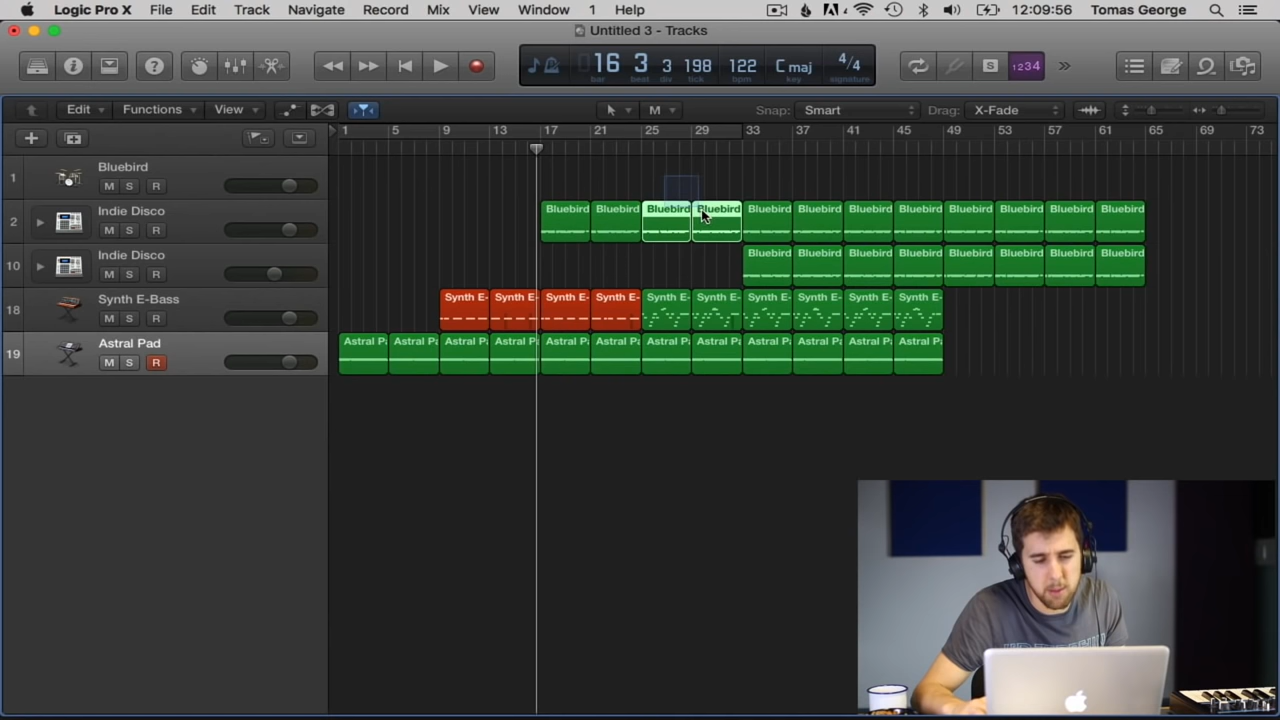 Logic Pro X File Edit Track Navigate Record Mix View Window 1 Help 12:09:56 Tomas George
Untitled 3 - Tracks
16 3 3 198 122 C maj 4/4
bar beat div tick bpm key signature
S 1234
Edit Functions View M Snap: Smart Drag: X-Fade
1 5 9 13 17 21 25 29 33 37 41 45 49 53 57 61 65 69 73
1 Bluebird
M S R
2 Indie Disco Bluebird Bluebird Bluebird Bluebird Bluebird Bluebird Bluebird Bluebird Bluebird Bluebird Bluebird Bluebird
M S R
10 Indie Disco Bluebird Bluebird Bluebird Bluebird Bluebird Bluebird Bluebird Bluebird
M S R
18 Synth E-Bass Synth E- Synth E- Synth E- Synth E- Synth E- Synth E- Synth E- Synth E- Synth E- Synth E-
M S R
19 Astral Pad Astral Pa Astral Pa Astral Pa Astral Pa Astral Pa Astral Pa Astral Pa Astral Pa Astral Pa Astral Pa Astral Pa Astral Pa
M S R